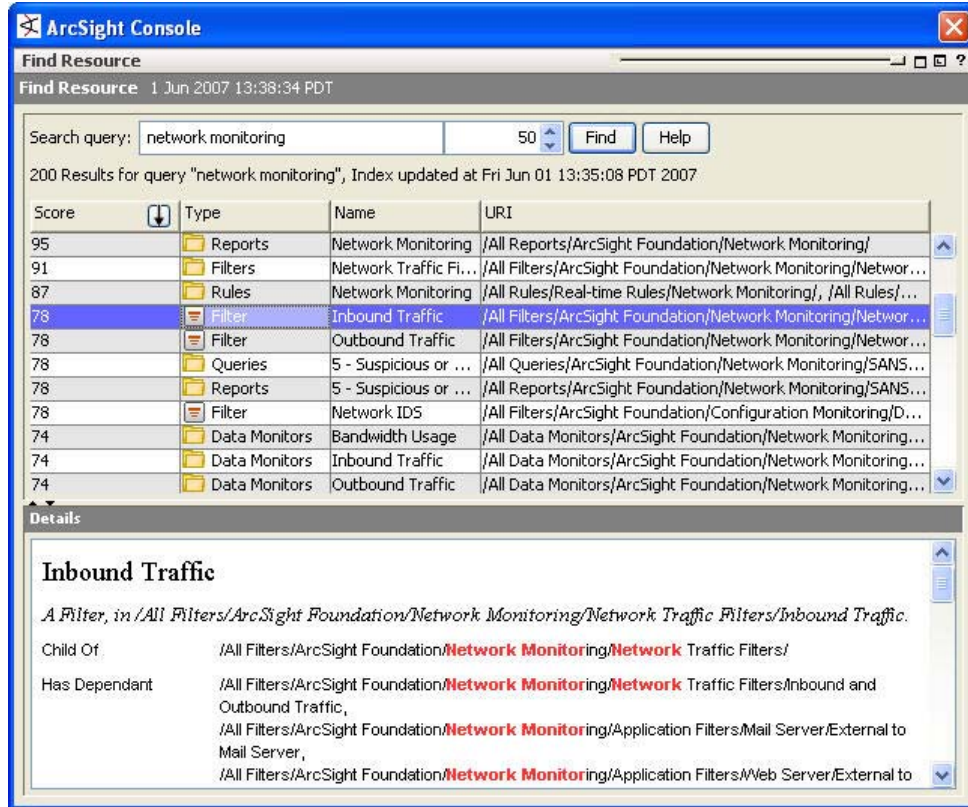 ArcSight Console
Find Resource
Find Resource 1 Jun 2007 13:38:34 PDT
Search query: network monitoring 50 Find Help
200 Results for query "network monitoring", Index updated at Fri Jun 01 13:35:08 PDT 2007
Score Type Name URI
95 Reports Network Monitoring /All Reports/ArcSight Foundation/Network Monitoring/
91 Filters Network Traffic Fi... /All Filters/ArcSight Foundation/Network Monitoring/Networ...
87 Rules Network Monitoring /All Rules/Real-time Rules/Network Monitoring/, /All Rules/...
78 Filter Inbound Traffic /All Filters/ArcSight Foundation/Network Monitoring/Networ...
78 Filter Outbound Traffic /All Filters/ArcSight Foundation/Network Monitoring/Networ...
78 Queries 5 - Suspicious or ... /All Queries/ArcSight Foundation/Network Monitoring/SANS...
78 Reports 5 - Suspicious or ... /All Reports/ArcSight Foundation/Network Monitoring/SANS...
78 Filter Network IDS /All Filters/ArcSight Foundation/Configuration Monitoring/D...
74 Data Monitors Bandwidth Usage /All Data Monitors/ArcSight Foundation/Network Monitoring...
74 Data Monitors Inbound Traffic /All Data Monitors/ArcSight Foundation/Network Monitoring...
74 Data Monitors Outbound Traffic /All Data Monitors/ArcSight Foundation/Network Monitoring...
Details
Inbound Traffic
A Filter, in /All Filters/ArcSight Foundation/Network Monitoring/Network Traffic Filters/Inbound Traffic.
Child Of /All Filters/ArcSight Foundation/Network Monitoring/Network Traffic Filters/
Has Dependant /All Filters/ArcSight Foundation/Network Monitoring/Network Traffic Filters/Inbound and
Outbound Traffic,
/All Filters/ArcSight Foundation/Network Monitoring/Application Filters/Mail Server/External to
Mail Server,
/All Filters/ArcSight Foundation/Network Monitoring/Application Filters/Web Server/External to